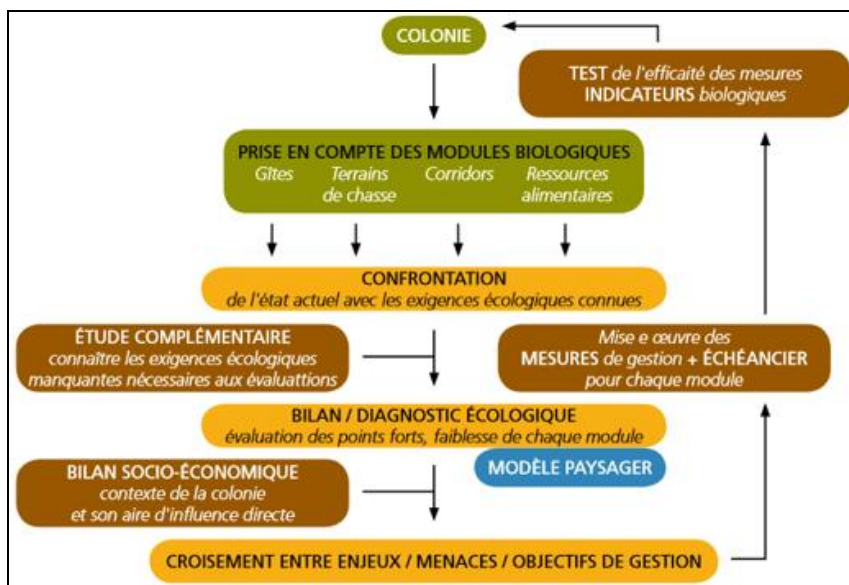 COLONIE
TEST de l'efficaité des mesures
INDICATEURS biologiques
PRISE EN COMPTE DES MODULES BIOLOGIQUES
Gîtes Terrains de chasse Corridors Ressources alimentaires
CONFRONTATION
de l'état actuel avec les exigences écologiques connues
ÉTUDE COMPLÉMENTAIRE
connaître les exigences écologiques
manquantes nécessaires aux évaluattions
Mise e œuvre des
MESURES de gestion + ÉCHÉANCIER
pour chaque module
BILAN / DIAGNOSTIC ÉCOLOGIQUE
évaluation des points forts, faiblesse de chaque module
MODÈLE PAYSAGER
BILAN SOCIO-ÉCONOMIQUE
contexte de la colonie
et son aire d'influence directe
CROISEMENT ENTRE ENJEUX / MENACES / OBJECTIFS DE GESTION